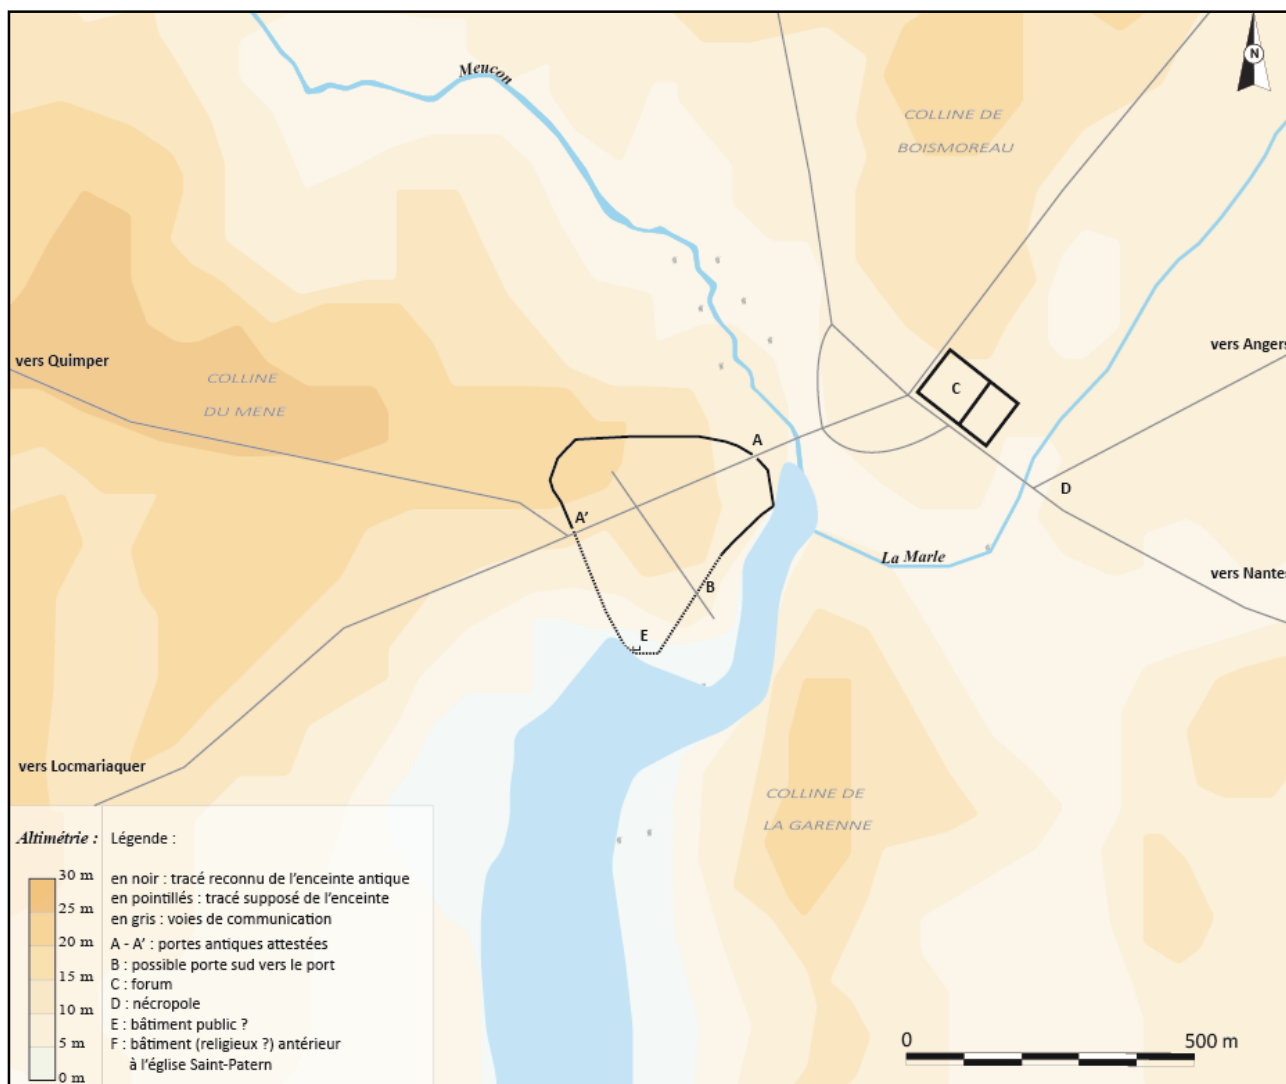 Meucon
N
COLLINE DE
BOISMOREAU
vers Angers
vers Quimper
COLLINE
DU MENE
C
A
D
A'
La Marle
vers Nantes
B
E
vers Locmariaquer
COLLINE DE
LA GARENNE
Altimétrie :
30 m
25 m
20 m
15 m
10 m
5 m
0 m
Légende :
en noir : tracé reconnu de l'enceinte antique
en pointillés : tracé supposé de l'enceinte
en gris : voies de communication
A - A' : portes antiques attestées
B : possible porte sud vers le port
C : forum
D : nécropole
E : bâtiment public ?
F : bâtiment (religieux ?) antérieur
à l'église Saint-Patern
0
500 m